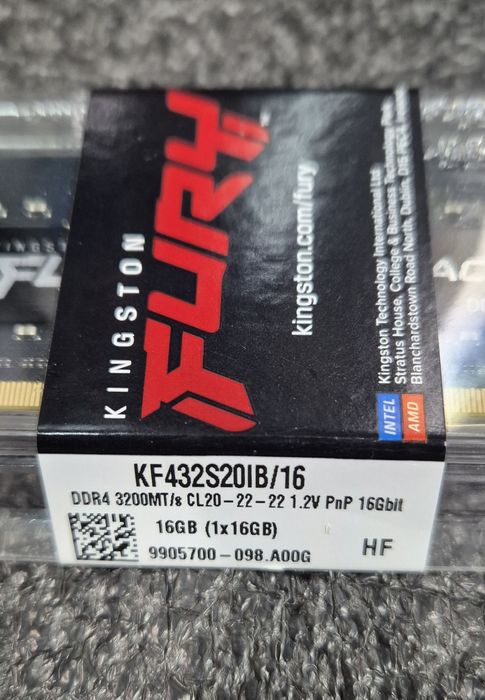 KINGSTON
FURY
kingston.com/fury
Kingston Technology International Ltd
Stratus House, College & Business Technology Park,
Blanchardstown Road North, Dublin, D15
INTEL
AMD
KF432S20IB/16
DDR4 3200MT/s CL20-22-22 1.2V PnP 16Gbit
16GB (1x16GB)
9905700-098.A00G
HF
KINGST
FU